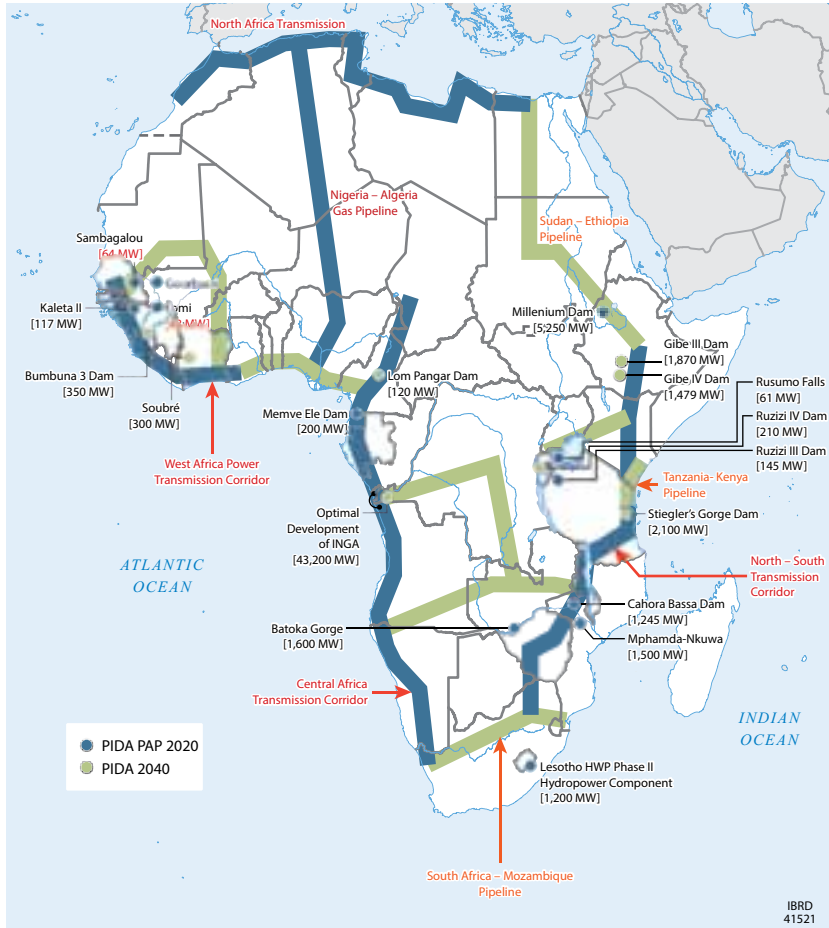 North Africa Transmission
Nigeria – Algeria
Gas Pipeline
Sudan – Ethiopia
Pipeline
Sambagalou
[64 MW]
Kaleta II
[117 MW]
Bumbuna 3 Dam
[350 MW]
Soubré
[300 MW]
West Africa Power
Transmission Corridor
Millenium Dam
[5,250 MW]
Gibe III Dam
[1,870 MW]
Gibe IV Dam
[1,479 MW]
Lom Pangar Dam
[120 MW]
Memve Ele Dam
[200 MW]
Rusumo Falls
[61 MW]
Ruzizi IV Dam
[210 MW]
Ruzizi III Dam
[145 MW]
Tanzania- Kenya
Pipeline
Stiegler's Gorge Dam
[2,100 MW]
Optimal
Development
of INGA
[43,200 MW]
ATLANTIC
OCEAN
North – South
Transmission
Corridor
Cahora Bassa Dam
[1,245 MW]
Mphamda-Nkuwa
[1,500 MW]
Batoka Gorge
[1,600 MW]
Central Africa
Transmission Corridor
INDIAN
OCEAN
PIDA PAP 2020
PIDA 2040
Lesotho HWP Phase II
Hydropower Component
[1,200 MW]
South Africa – Mozambique
Pipeline
IBRD
41521